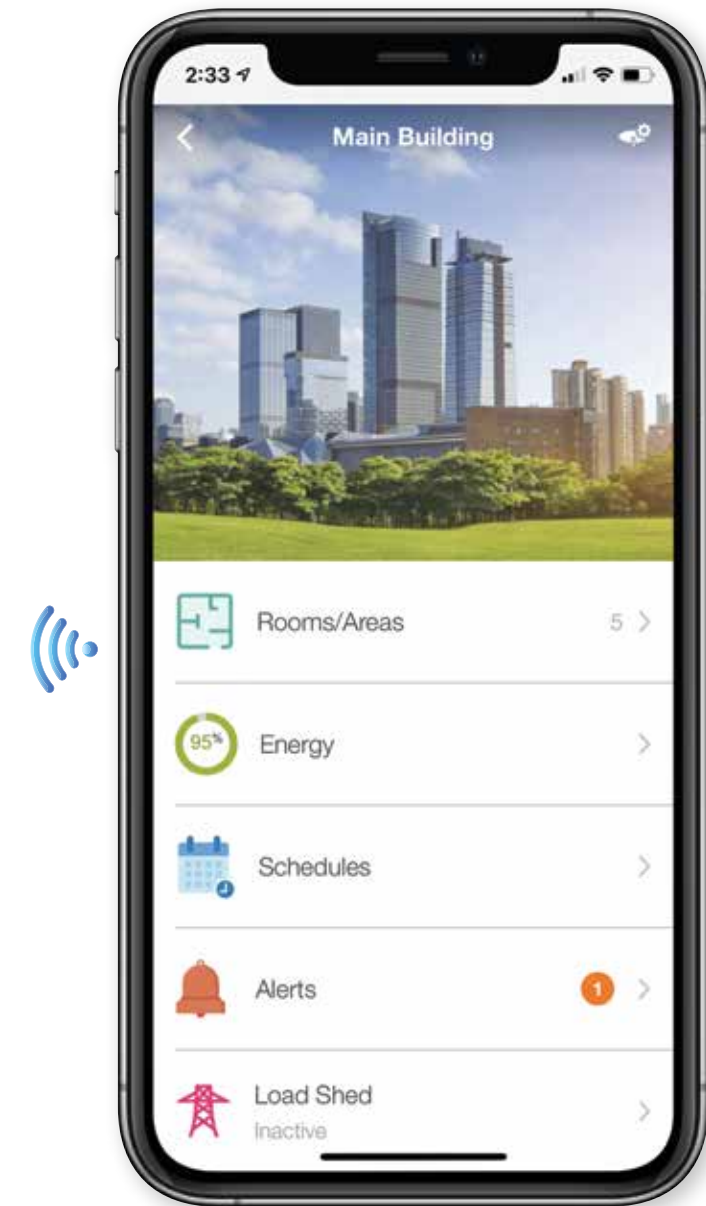 2:33
Main Building
Rooms/Areas 5
95% Energy
Schedules
Alerts 1
Load Shed
Inactive